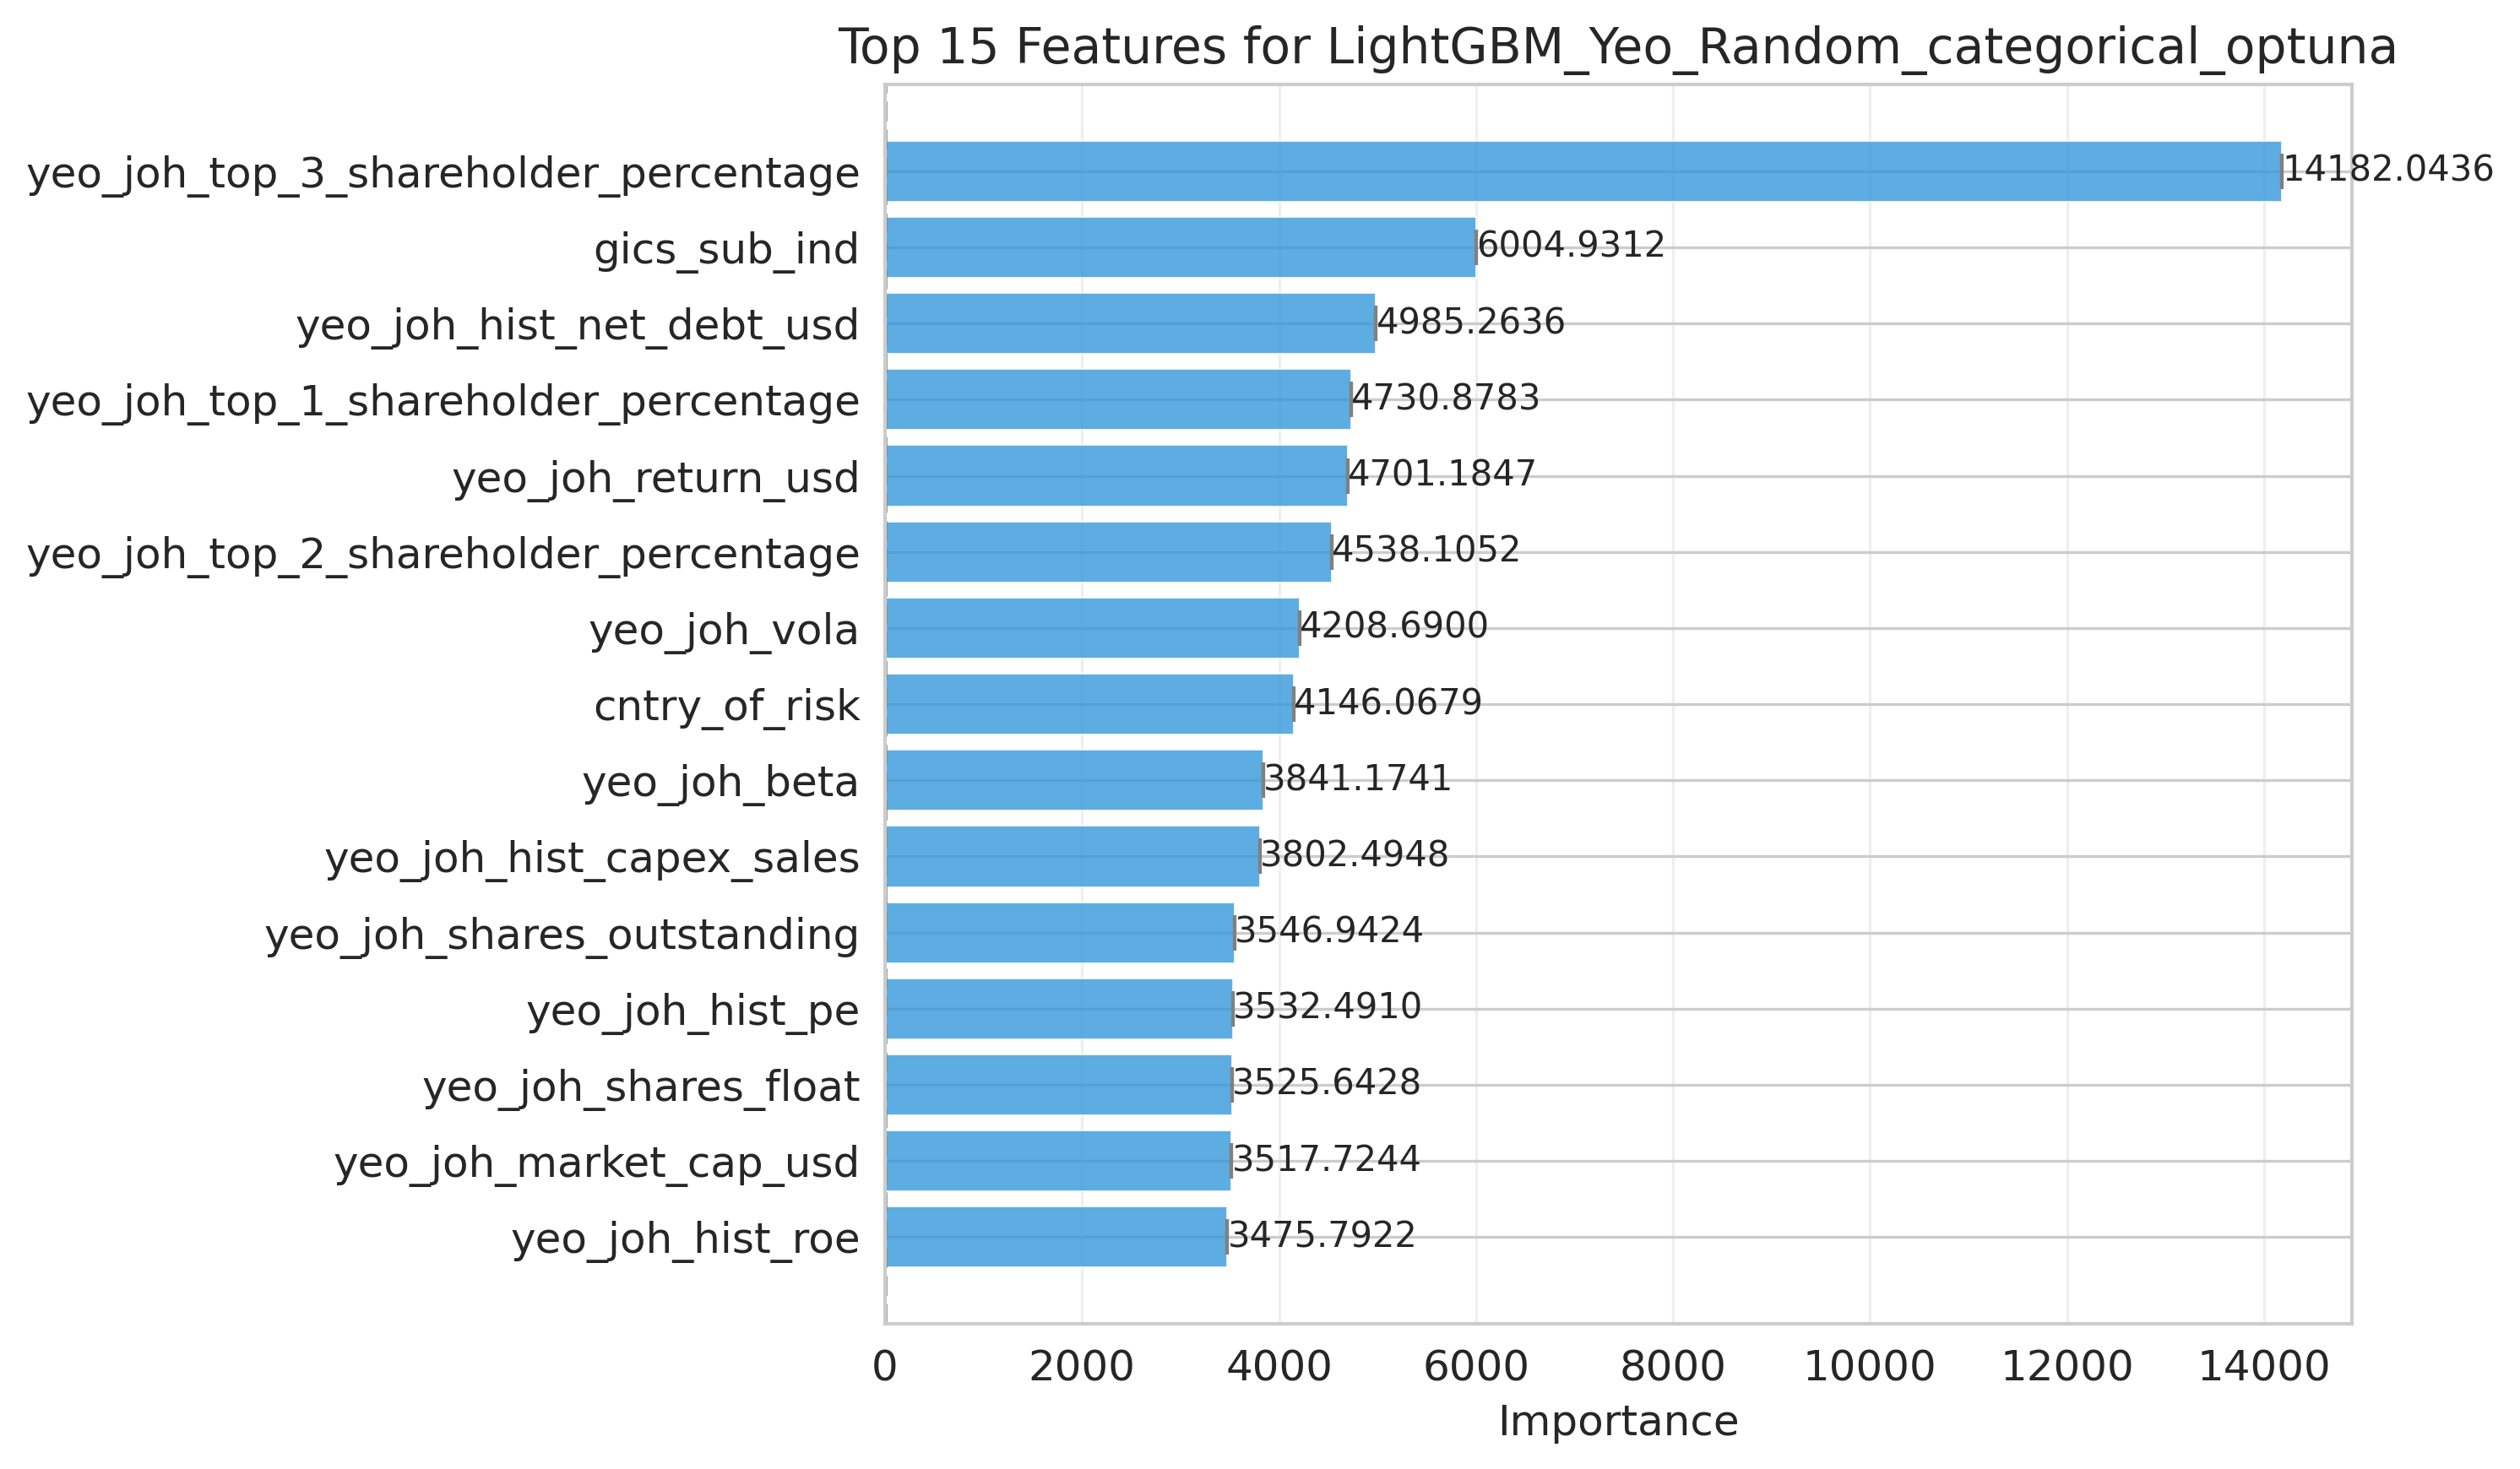 Top 15 Features for LightGBM_Yeo_Random_categorical_optuna
yeo_joh_top_3_shareholder_percentage 14182.0436
gics_sub_ind 6004.9312
yeo_joh_hist_net_debt_usd 4985.2636
yeo_joh_top_1_shareholder_percentage 4730.8783
yeo_joh_return_usd 4701.1847
yeo_joh_top_2_shareholder_percentage 4538.1052
yeo_joh_vola 4208.6900
cntry_of_risk 4146.0679
yeo_joh_beta 3841.1741
yeo_joh_hist_capex_sales 3802.4948
yeo_joh_shares_outstanding 3546.9424
yeo_joh_hist_pe 3532.4910
yeo_joh_shares_float 3525.6428
yeo_joh_market_cap_usd 3517.7244
yeo_joh_hist_roe 3475.7922
0 2000 4000 6000 8000 10000 12000 14000
Importance